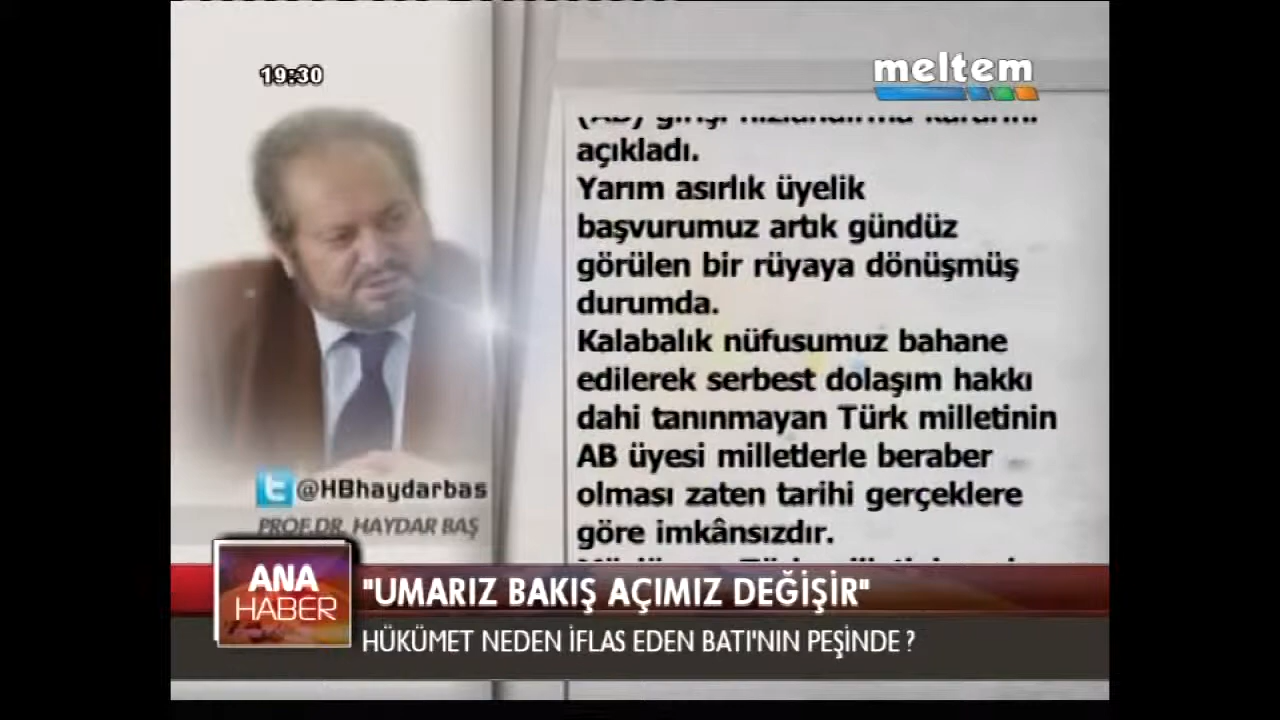 19:30
meltem
açıkladı.
Yarım asırlık üyelik
başvurumuz artık gündüz
görülen bir rüyaya dönüşmüş
durumda.
Kalabalık nüfusumuz bahane
edilerek serbest dolaşım hakkı
dahi tanınmayan Türk milletinin
AB üyesi milletlerle beraber
olması zaten tarihi gerçeklere
göre imkânsızdır.
@HBhaydarbas
PROF.DR. HAYDAR BAŞ
ANA
HABER
"UMARIZ BAKIŞ AÇIMIZ DEĞİŞİR"
HÜKÜMET NEDEN İFLAS EDEN BATI'NIN PEŞİNDE ?